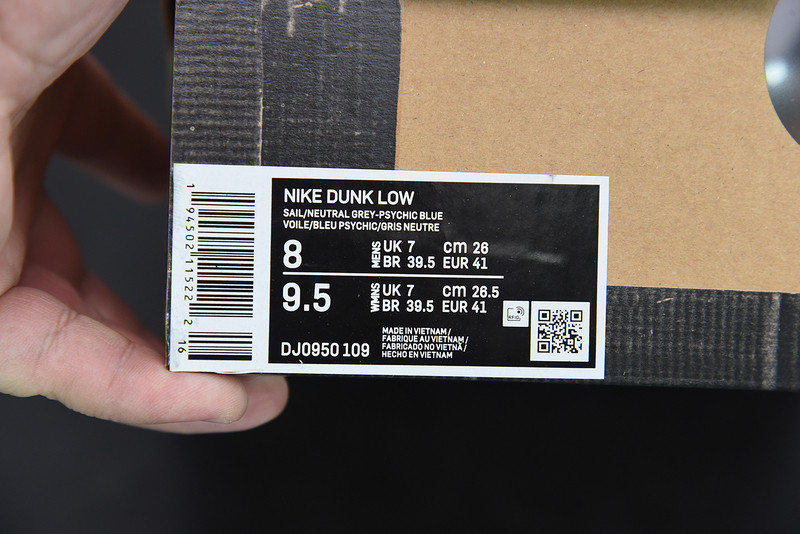 NIKE DUNK LOW
SAIL/NEUTRAL GREY-PSYCHIC BLUE
VOILE/BLEU PSYCHIC/GRIS NEUTRE
8 MENS UK 7 cm 26
BR 39.5 EUR 41
9.5 WMNS UK 7 cm 26.5
BR 39.5 EUR 41
DJ0950 109
MADE IN VIETNAM /
FABRIQUE AU VIETNAM /
FABRICADO NO VIETNÃ /
HECHO EN VIETNAM
RFID
1 94502 11522 2
16